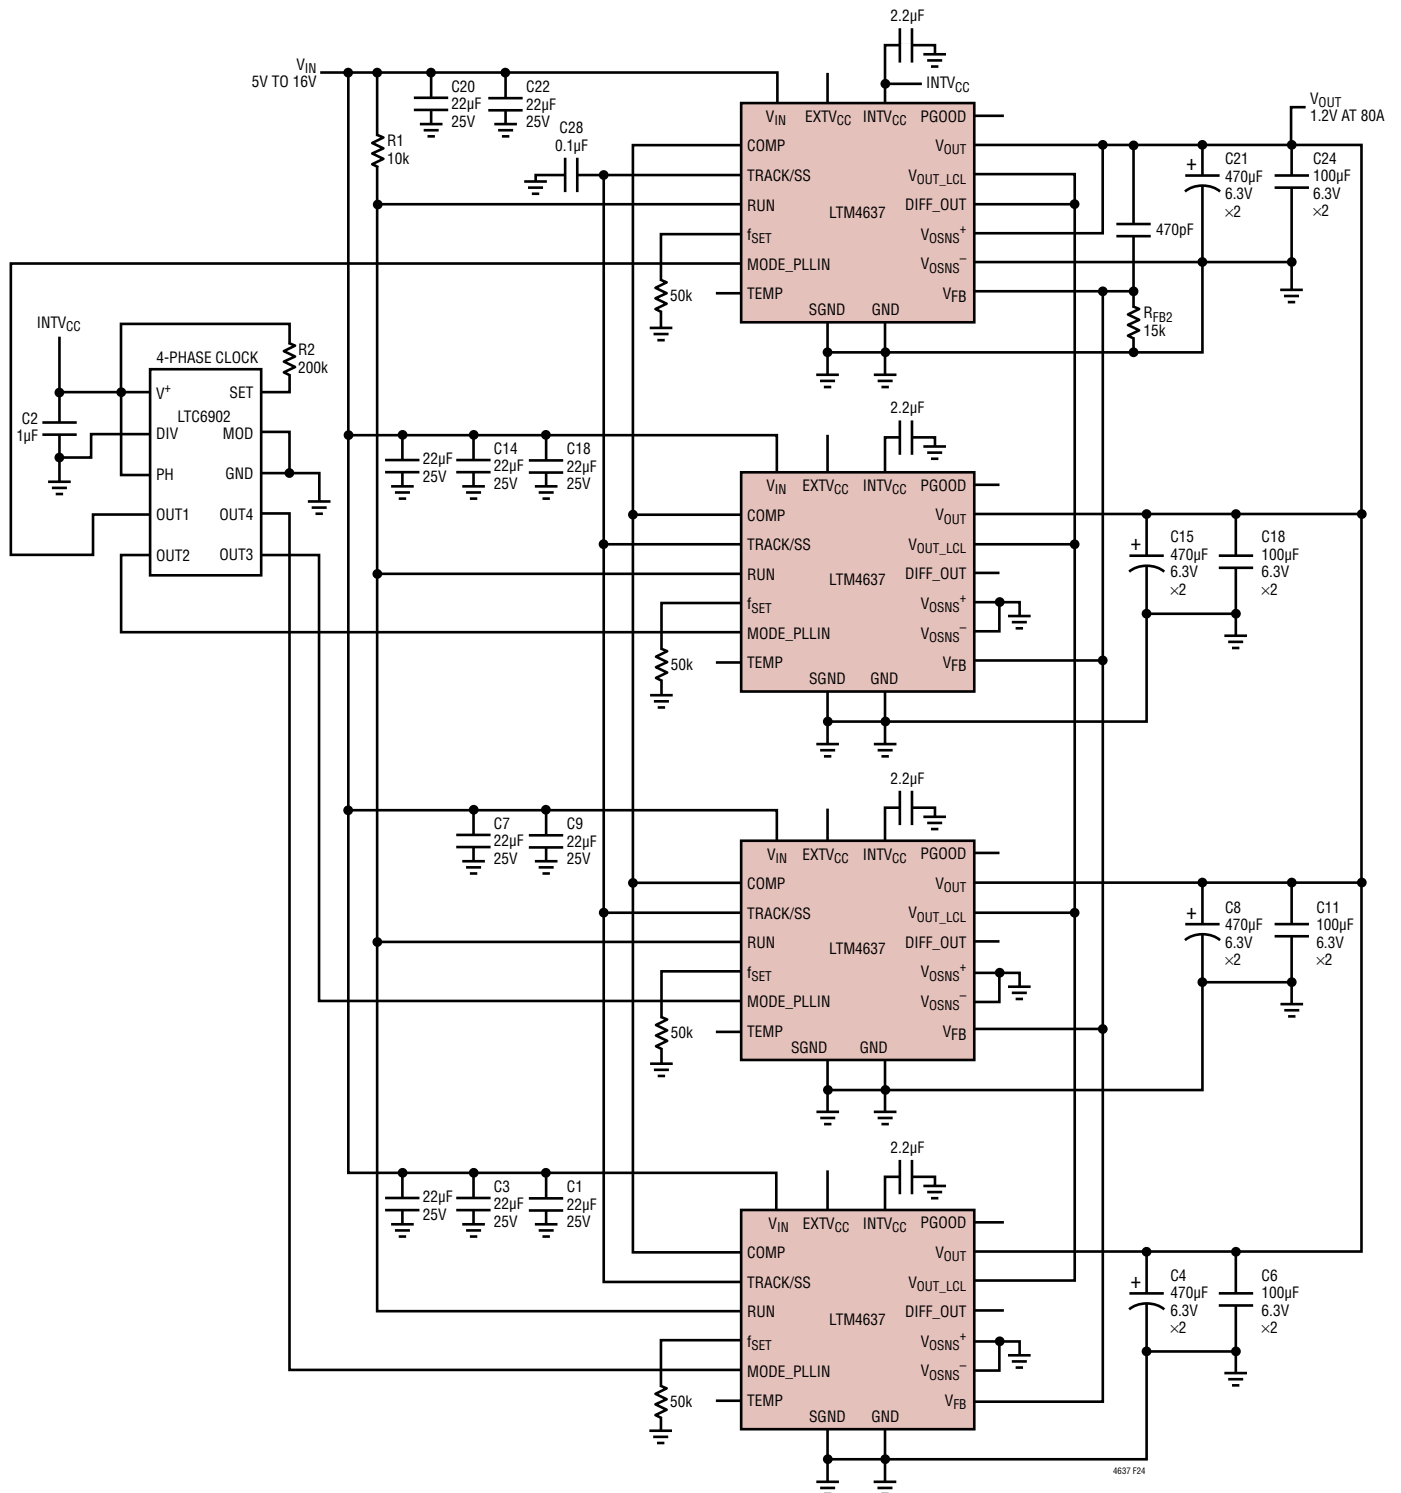 2.2µF
INTVCC
VIN
5V TO 16V
C20
22µF
25V
C22
22µF
25V
R1
10k
C28
0.1µF
VIN
EXTVCC
INTVCC
PGOOD
COMP
TRACK/SS
RUN
fSET
MODE_PLLIN
TEMP
LTM4637
VOUT
VOUT_LCL
DIFF_OUT
VOSNS+
VOSNS–
VFB
SGND
GND
50k
VOUT
1.2V AT 80A
C21
470µF
6.3V
×2
C24
100µF
6.3V
×2
470pF
RFB2
15k
INTVCC
C2
1µF
R2
200k
4-PHASE CLOCK
LTC6902
V+
DIV
PH
OUT1
OUT2
SET
MOD
GND
OUT4
OUT3
22µF
25V
C14
22µF
25V
C18
22µF
25V
2.2µF
VIN
EXTVCC
INTVCC
PGOOD
COMP
TRACK/SS
RUN
fSET
MODE_PLLIN
TEMP
LTM4637
VOUT
VOUT_LCL
DIFF_OUT
VOSNS+
VOSNS–
VFB
SGND
GND
50k
C15
470µF
6.3V
×2
C18
100µF
6.3V
×2
C7
22µF
25V
C9
22µF
25V
2.2µF
VIN
EXTVCC
INTVCC
PGOOD
COMP
TRACK/SS
RUN
fSET
MODE_PLLIN
TEMP
LTM4637
VOUT
VOUT_LCL
DIFF_OUT
VOSNS+
VOSNS–
VFB
SGND
GND
50k
C8
470µF
6.3V
×2
C11
100µF
6.3V
×2
22µF
25V
C3
22µF
25V
C1
22µF
25V
2.2µF
VIN
EXTVCC
INTVCC
PGOOD
COMP
TRACK/SS
RUN
fSET
MODE_PLLIN
TEMP
LTM4637
VOUT
VOUT_LCL
DIFF_OUT
VOSNS+
VOSNS–
VFB
SGND
GND
50k
C4
470µF
6.3V
×2
C6
100µF
6.3V
×2
4637 F24